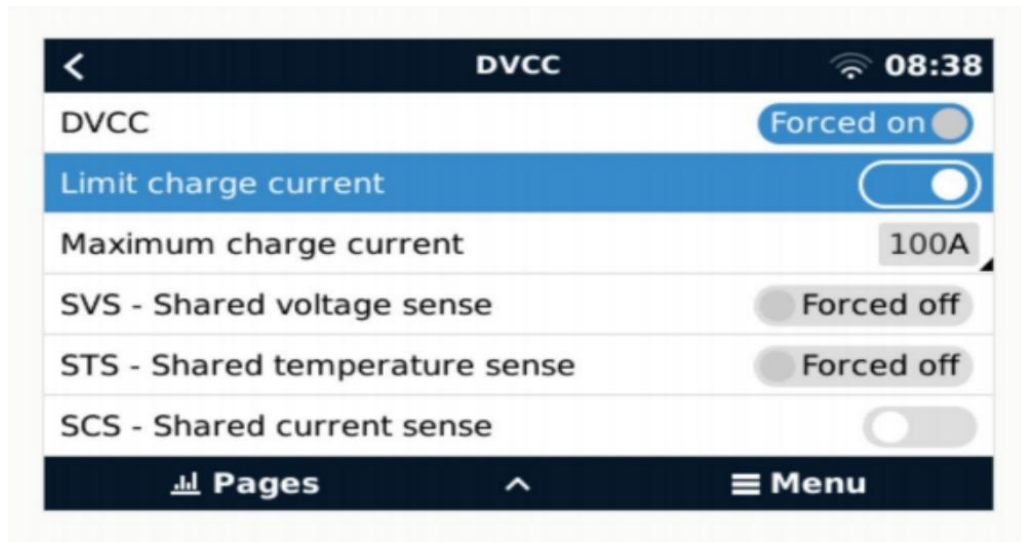 DVCC 08:38
DVCC Forced on
Limit charge current
Maximum charge current 100A
SVS - Shared voltage sense Forced off
STS - Shared temperature sense Forced off
SCS - Shared current sense
Pages Menu